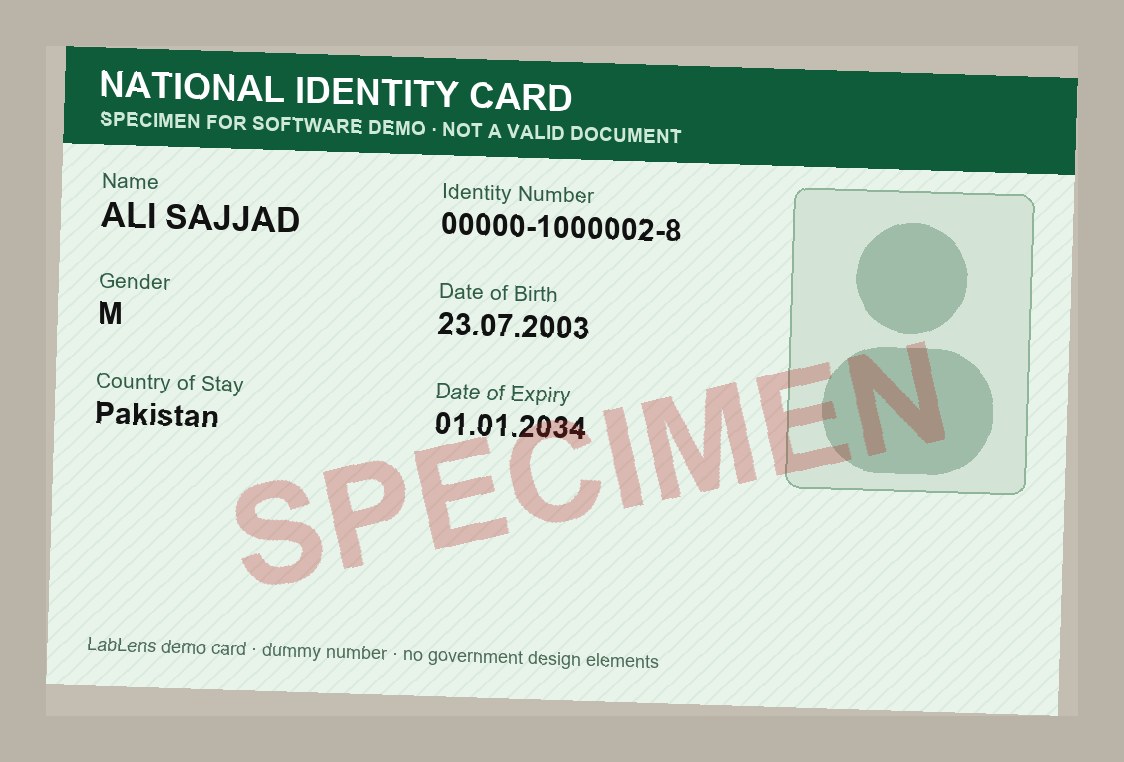 NATIONAL IDENTITY CARD
SPECIMEN FOR SOFTWARE DEMO · NOT A VALID DOCUMENT
Name
ALI SAJJAD
Identity Number
00000-1000002-8
Gender
M
Date of Birth
23.07.2003
Country of Stay
Pakistan
Date of Expiry
01.01.2034
SPECIMEN
LabLens demo card · dummy number · no government design elements